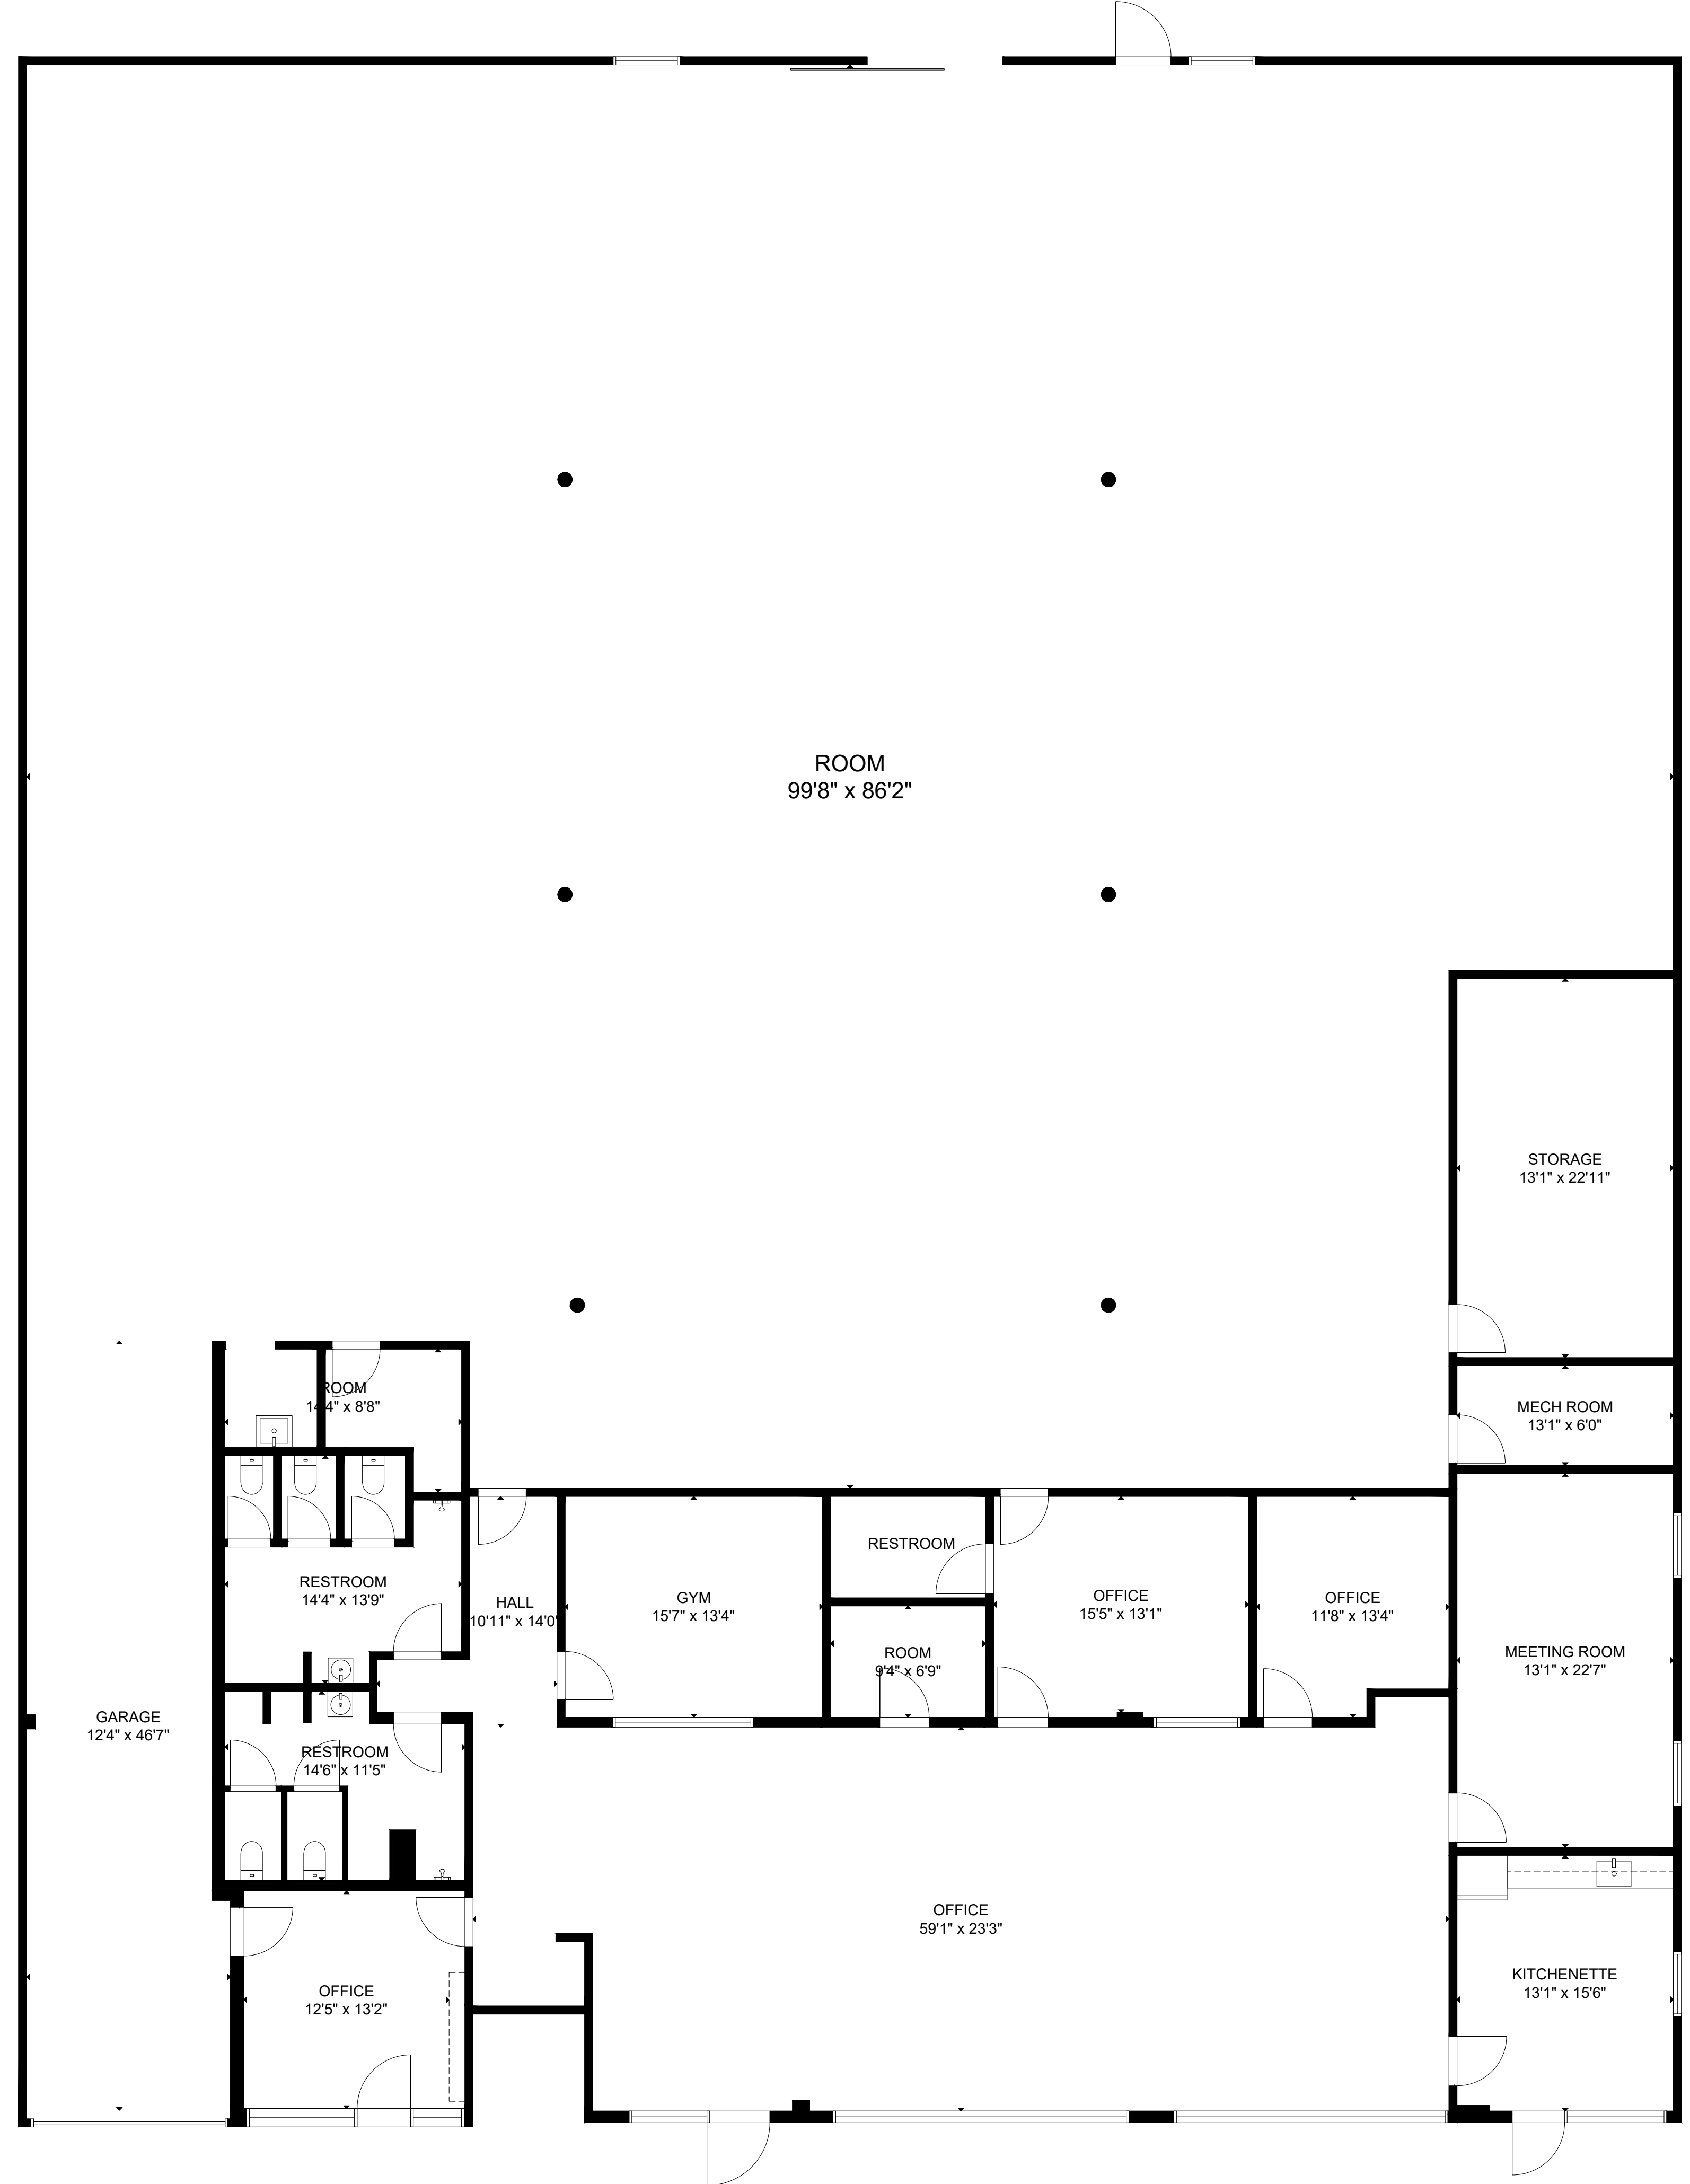 ROOM
99'8" x 86'2"
STORAGE
13'1" x 22'11"
ROOM
14'4" x 8'8"
MECH ROOM
13'1" x 6'0"
RESTROOM
RESTROOM
14'4" x 13'9"
HALL
10'11" x 14'0"
GYM
15'7" x 13'4"
OFFICE
15'5" x 13'1"
OFFICE
11'8" x 13'4"
ROOM
9'4" x 6'9"
MEETING ROOM
13'1" x 22'7"
GARAGE
12'4" x 46'7"
RESTROOM
14'6" x 11'5"
OFFICE
59'1" x 23'3"
OFFICE
12'5" x 13'2"
KITCHENETTE
13'1" x 15'6"